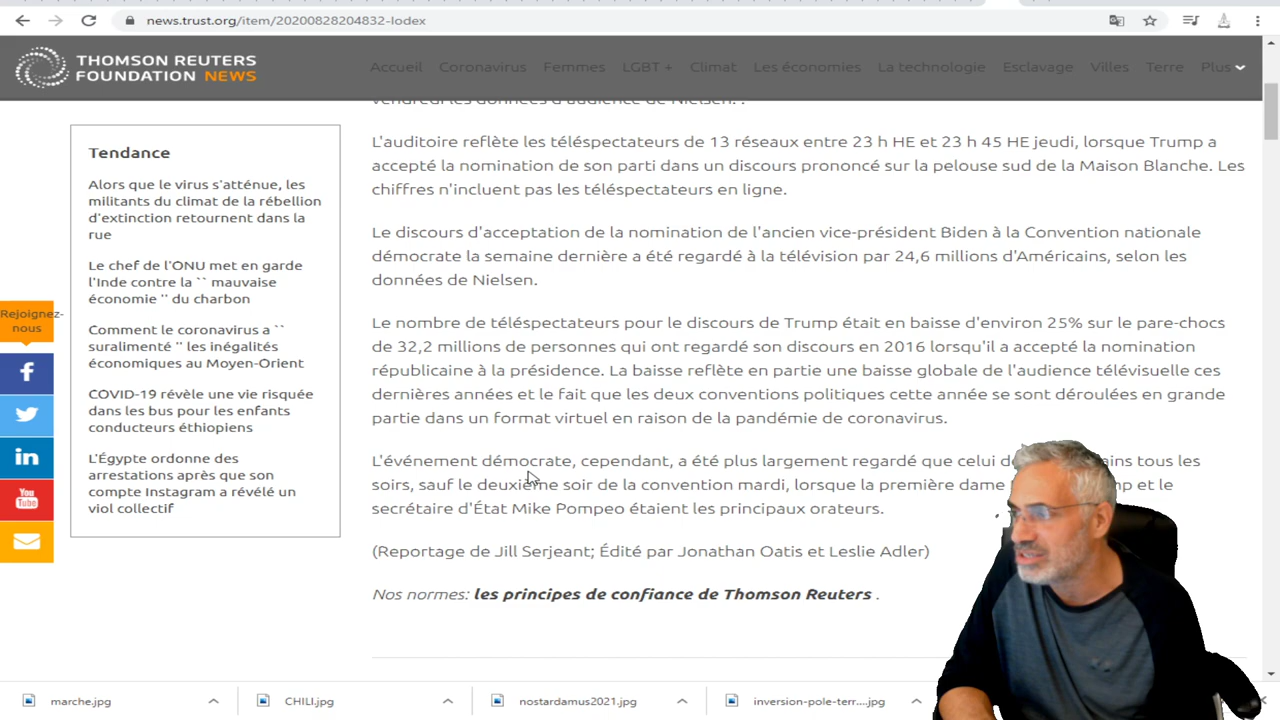 news.trust.org/item/20200828204832-lodex
THOMSON REUTERS
FOUNDATION NEWS
Accueil Coronavirus Femmes LGBT + Climat Les économies La technologie Esclavage Villes Terre Plus
vendredi les données d'audience de Nielsen. .
Tendance
Alors que le virus s'atténue, les
militants du climat de la rébellion
d'extinction retournent dans la
rue
Le chef de l'ONU met en garde
l'Inde contre la `` mauvaise
économie '' du charbon
Comment le coronavirus a ``
suralimenté '' les inégalités
économiques au Moyen-Orient
COVID-19 révèle une vie risquée
dans les bus pour les enfants
conducteurs éthiopiens
L'Égypte ordonne des
arrestations après que son
compte Instagram a révélé un
viol collectif
Rejoignez-
nous
You
Tube
L'auditoire reflète les téléspectateurs de 13 réseaux entre 23 h HE et 23 h 45 HE jeudi, lorsque Trump a
accepté la nomination de son parti dans un discours prononcé sur la pelouse sud de la Maison Blanche. Les
chiffres n'incluent pas les téléspectateurs en ligne.
Le discours d'acceptation de la nomination de l'ancien vice-président Biden à la Convention nationale
démocrate la semaine dernière a été regardé à la télévision par 24,6 millions d'Américains, selon les
données de Nielsen.
Le nombre de téléspectateurs pour le discours de Trump était en baisse d'environ 25% sur le pare-chocs
de 32,2 millions de personnes qui ont regardé son discours en 2016 lorsqu'il a accepté la nomination
républicaine à la présidence. La baisse reflète en partie une baisse globale de l'audience télévisuelle ces
dernières années et le fait que les deux conventions politiques cette année se sont déroulées en grande
partie dans un format virtuel en raison de la pandémie de coronavirus.
L'événement démocrate, cependant, a été plus largement regardé que celui tous les
soirs, sauf le deuxième soir de la convention mardi, lorsque la première dame et le
secrétaire d'État Mike Pompeo étaient les principaux orateurs.
(Reportage de Jill Serjeant; Édité par Jonathan Oatis et Leslie Adler)
Nos normes: les principes de confiance de Thomson Reuters .
marche.jpg CHILI.jpg nostardamus2021.jpg inversion-pole-terr....jpg